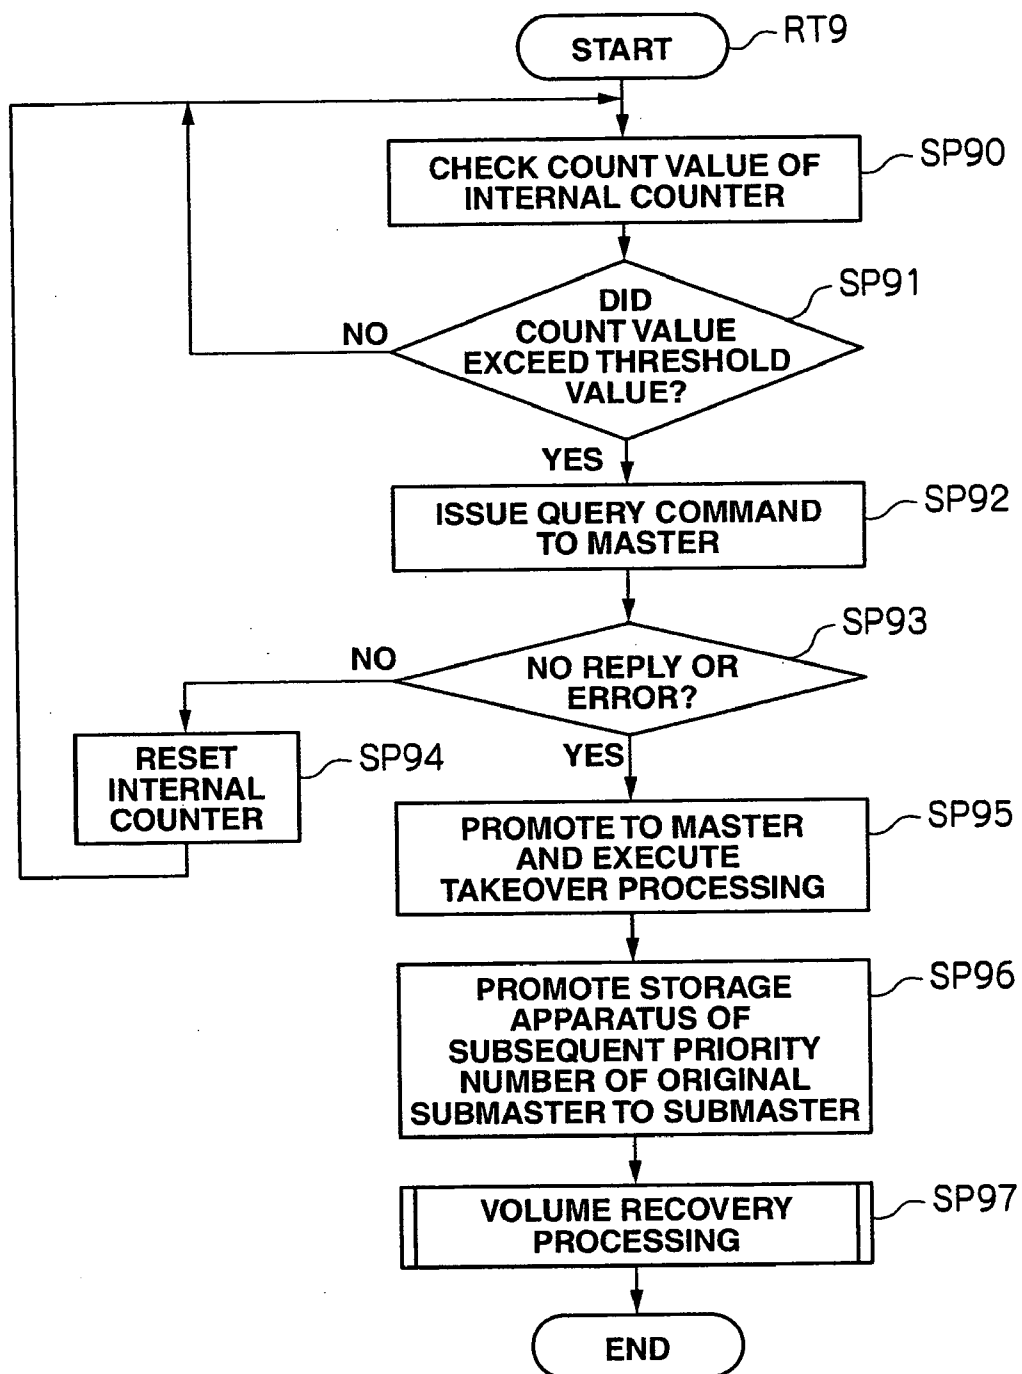 START
RT9
CHECK COUNT VALUE OF
INTERNAL COUNTER
SP90
DID
COUNT VALUE
EXCEED THRESHOLD
VALUE?
SP91
NO
YES
ISSUE QUERY COMMAND
TO MASTER
SP92
NO REPLY OR
ERROR?
SP93
NO
YES
RESET
INTERNAL
COUNTER
SP94
PROMOTE TO MASTER
AND EXECUTE
TAKEOVER PROCESSING
SP95
PROMOTE STORAGE
APPARATUS OF
SUBSEQUENT PRIORITY
NUMBER OF ORIGINAL
SUBMASTER TO SUBMASTER
SP96
VOLUME RECOVERY
PROCESSING
SP97
END